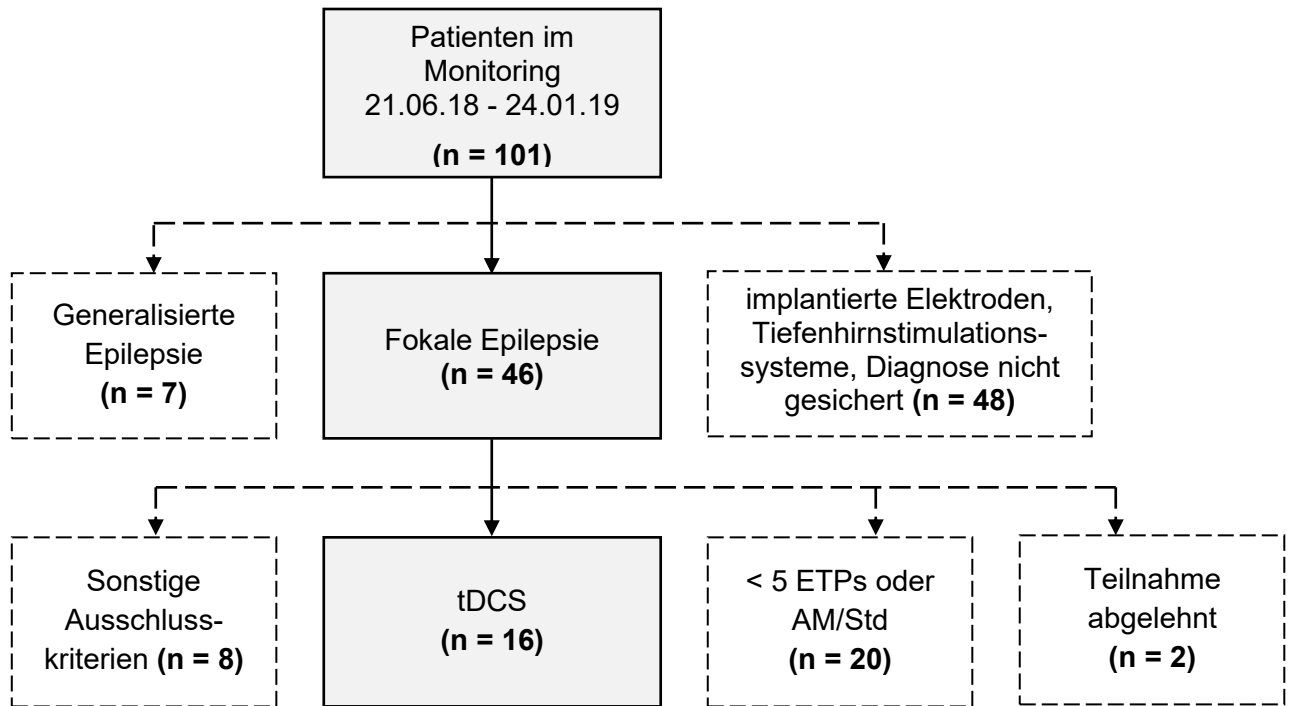 Patienten im
Monitoring
21.06.18 - 24.01.19
(n = 101)
Generalisierte
Epilepsie
(n = 7)
Fokale Epilepsie
(n = 46)
implantierte Elektroden,
Tiefenhirnstimulations-
systeme, Diagnose nicht
gesichert (n = 48)
Sonstige
Ausschluss-
kriterien (n = 8)
tDCS
(n = 16)
< 5 ETPs oder
AM/Std
(n = 20)
Teilnahme
abgelehnt
(n = 2)